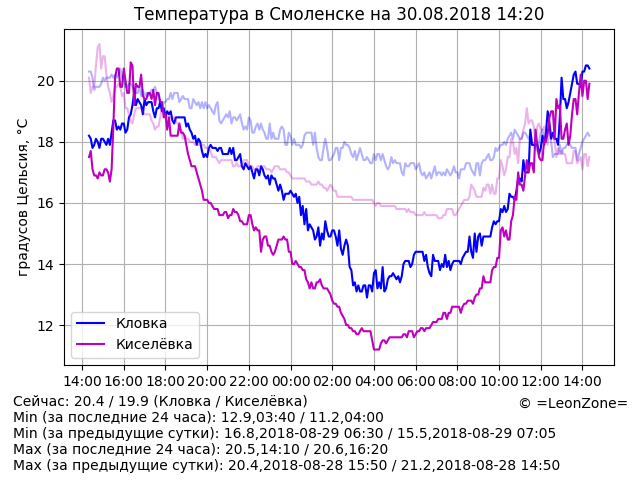 Температура в Смоленске на 30.08.2018 14:20
градусов Цельсия, °C
20
18
16
14
12
Кловка
Киселёвка
14:00 16:00 18:00 20:00 22:00 00:00 02:00 04:00 06:00 08:00 10:00 12:00 14:00
Сейчас: 20.4 / 19.9 (Кловка / Киселёвка)
© =LeonZone=
Min (за последние 24 часа): 12.9,03:40 / 11.2,04:00
Min (за предыдущие сутки): 16.8,2018-08-29 06:30 / 15.5,2018-08-29 07:05
Max (за последние 24 часа): 20.5,14:10 / 20.6,16:20
Max (за предыдущие сутки): 20.4,2018-08-28 15:50 / 21.2,2018-08-28 14:50